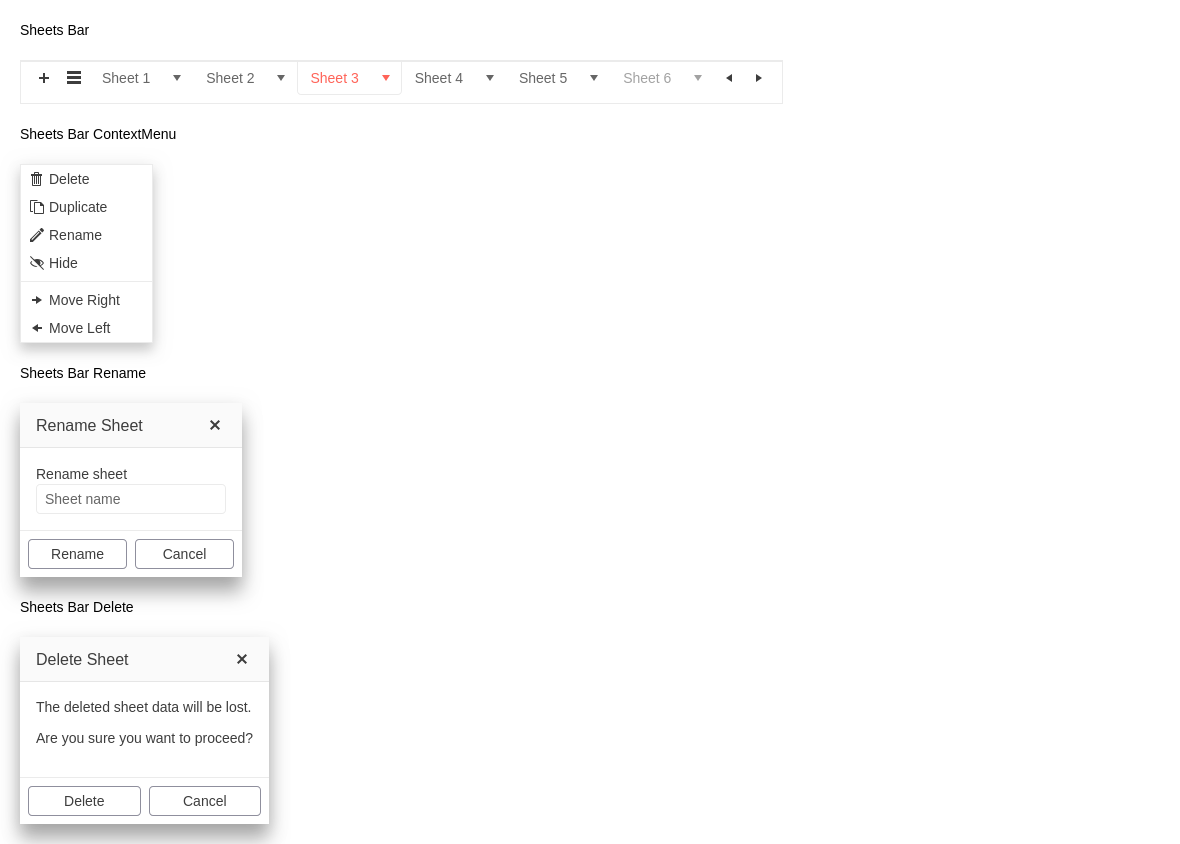 Sheets Bar
Sheet 1 Sheet 2 Sheet 3 Sheet 4 Sheet 5 Sheet 6
Sheets Bar ContextMenu
Delete
Duplicate
Rename
Hide
Move Right
Move Left
Sheets Bar Rename
Rename Sheet
Rename sheet
Sheet name
Rename Cancel
Sheets Bar Delete
Delete Sheet
The deleted sheet data will be lost.
Are you sure you want to proceed?
Delete Cancel